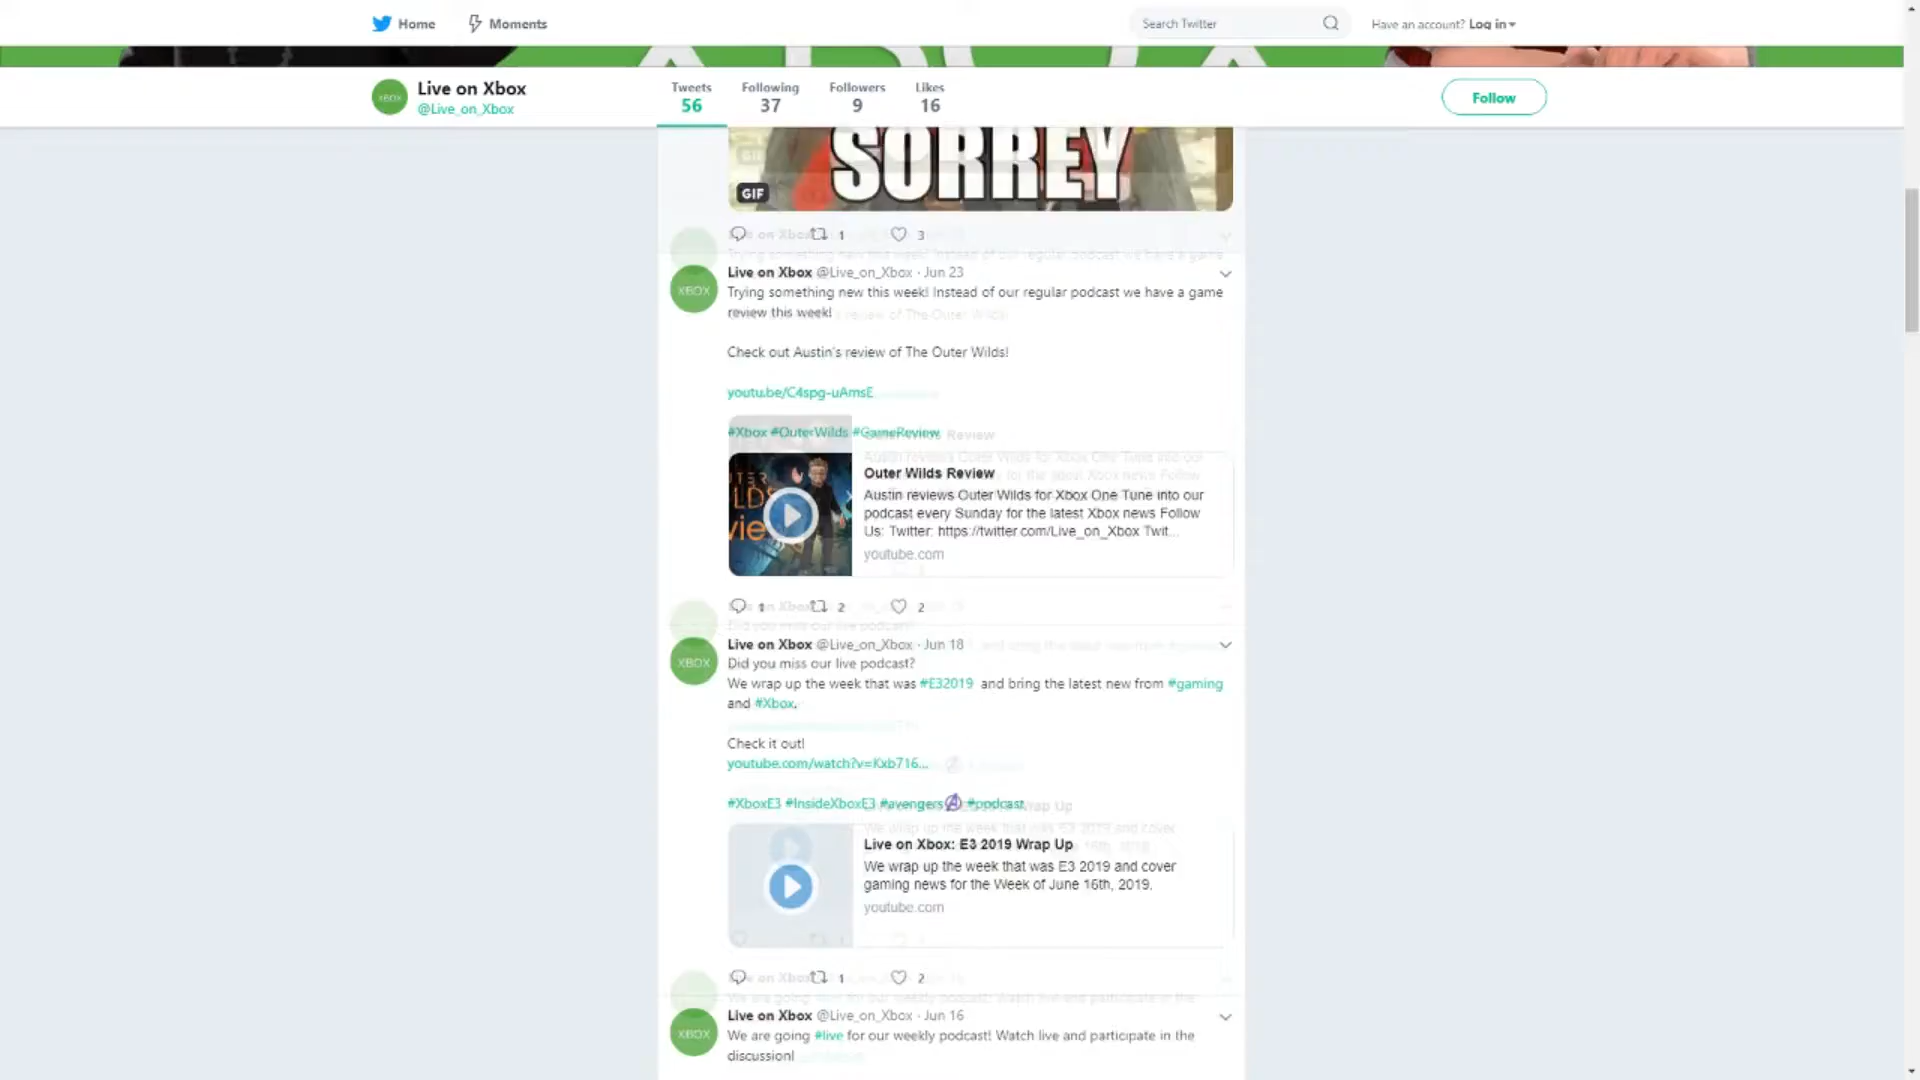 Home
Moments
Search Twitter
Have an account? Log in
Live on Xbox
@Live_on_Xbox
Tweets
56
Following
37
Followers
9
Likes
16
Follow
XBOX
SORREY
GIF
1
3
XBOX
Live on Xbox @Live_on_Xbox · Jun 23
Trying something new this week! Instead of our regular podcast we have a game
review this week!
Check out Austin's review of The Outer Wilds!
youtu.be/C4spg-uAmsE
#Xbox #OuterWilds #GameReview
Outer Wilds Review
Austin reviews Outer Wilds for Xbox One Tune into our
podcast every Sunday for the latest Xbox news Follow
Us: Twitter: https://twitter.com/Live_on_Xbox Twit...
youtube.com
1
2
2
XBOX
Live on Xbox @Live_on_Xbox · Jun 18
Did you miss our live podcast?
We wrap up the week that was #E32019 and bring the latest new from #gaming
and #Xbox.
Check it out!
youtube.com/watch?v=Kxb716...
#XboxE3 #InsideXboxE3 #avengers #podcast
Live on Xbox: E3 2019 Wrap Up
We wrap up the week that was E3 2019 and cover
gaming news for the Week of June 16th, 2019.
youtube.com
1
2
XBOX
Live on Xbox @Live_on_Xbox · Jun 16
We are going #live for our weekly podcast! Watch live and participate in the
discussion!